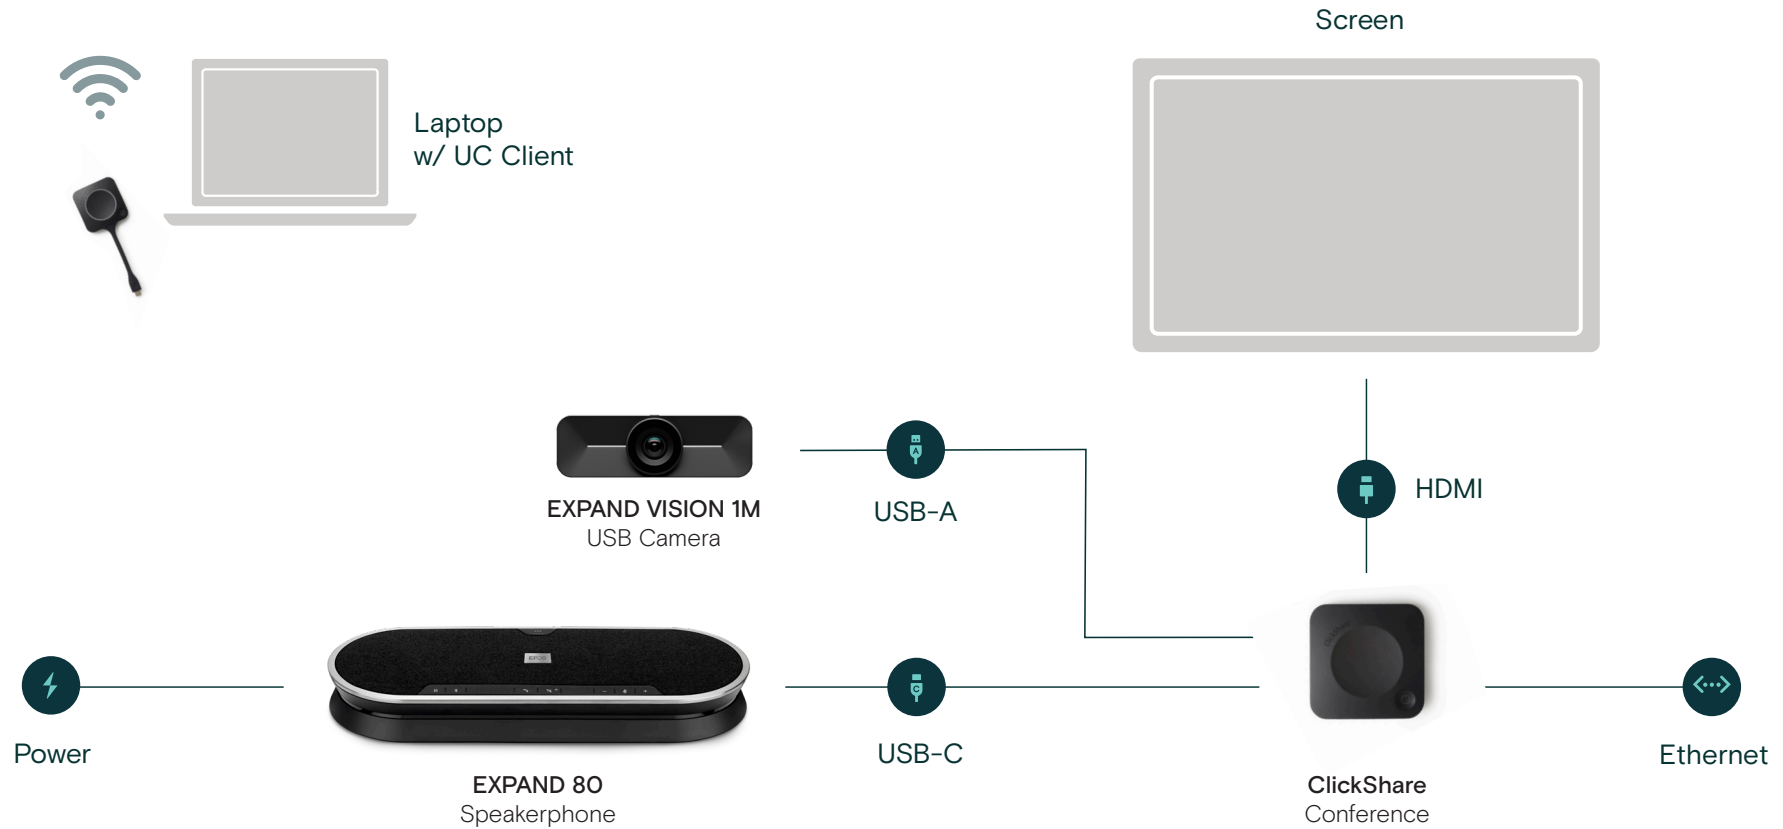 Screen
Laptop
w/ UC Client
HDMI
EXPAND VISION 1M
USB Camera
USB-A
A
EPOS
C
Power
USB-C
Ethernet
EXPAND 80
Speakerphone
ClickShare
Conference